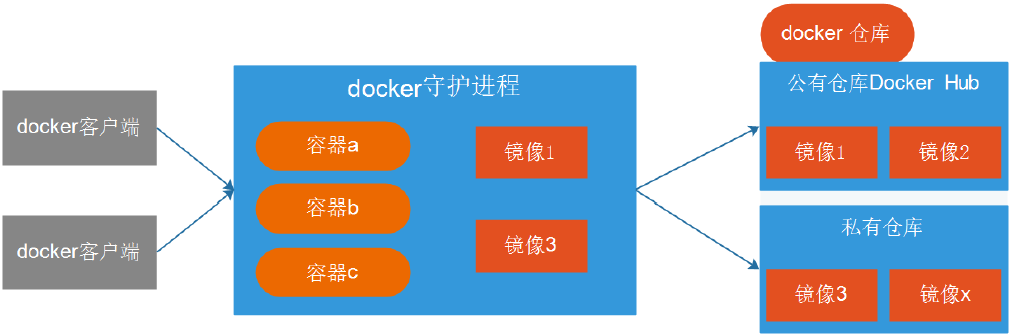 docker 仓库
docker客户端
docker客户端
docker守护进程
容器a
容器b
容器c
镜像1
镜像3
公有仓库Docker Hub
镜像1
镜像2
私有仓库
镜像3
镜像x